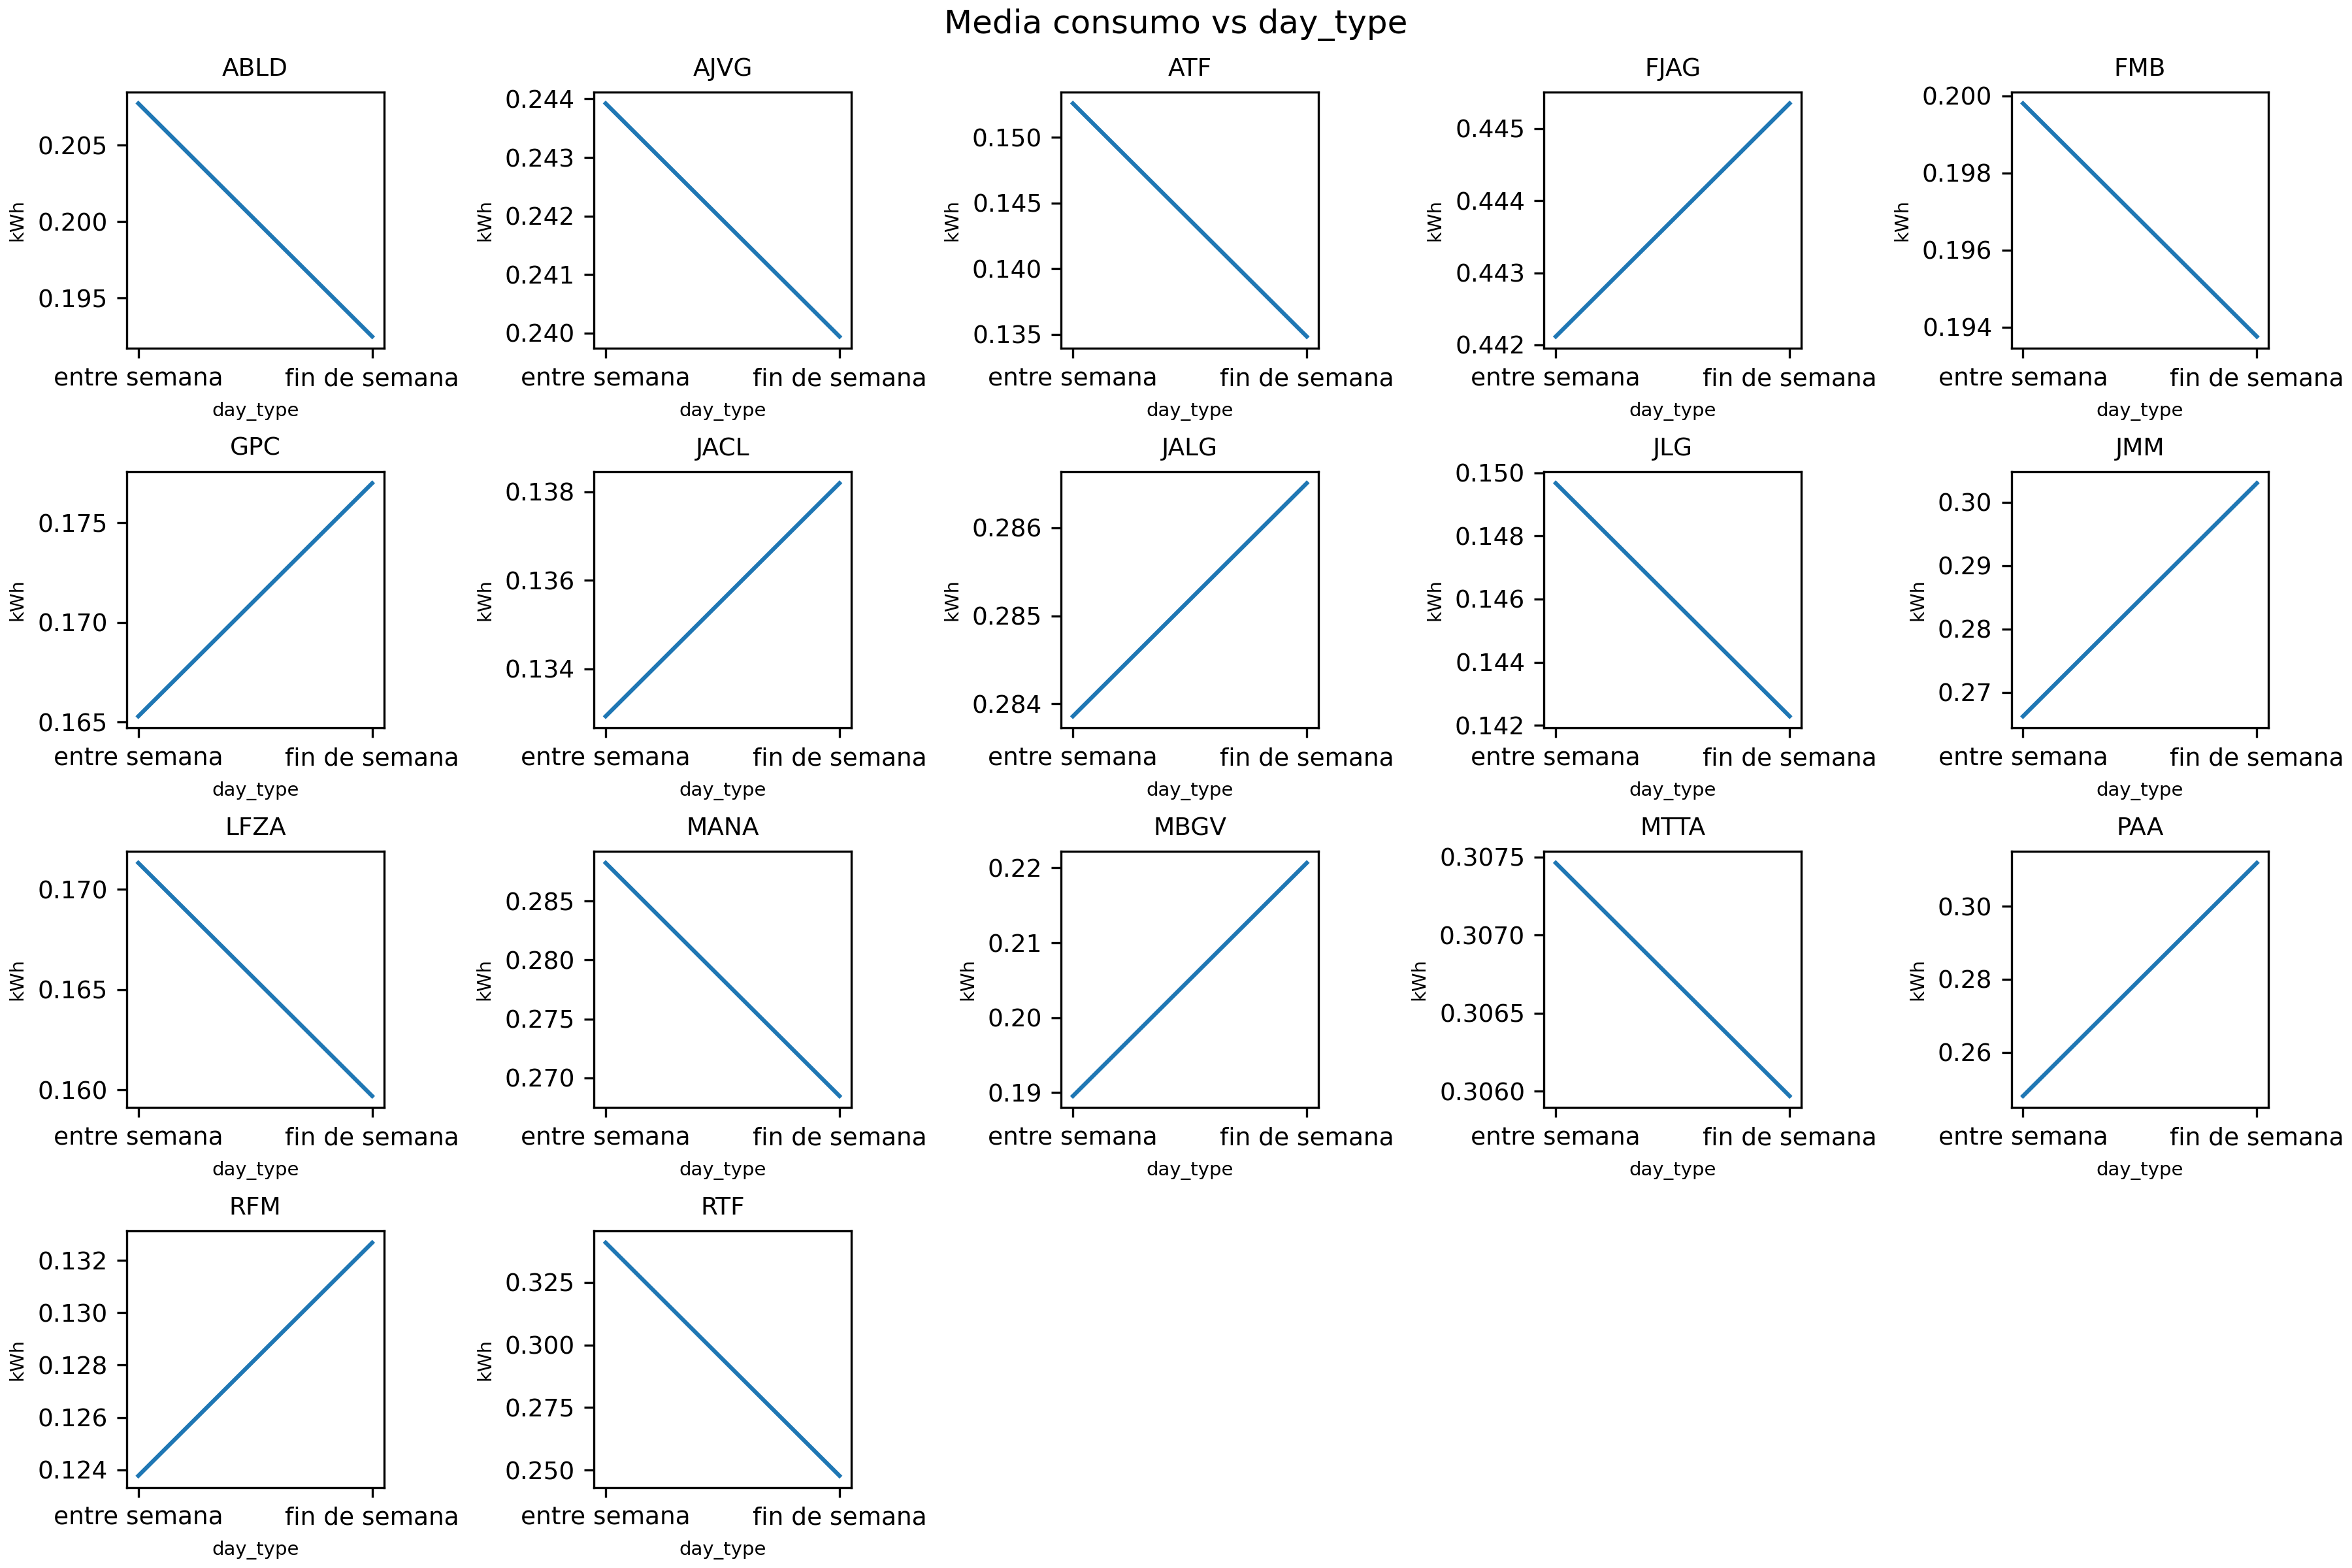 Media consumo vs day_type
ABLD
0.205
0.200
0.195
kWh
entre semana fin de semana
day_type
AJVG
0.244
0.243
0.242
0.241
0.240
kWh
entre semana fin de semana
day_type
ATF
0.150
0.145
0.140
0.135
kWh
entre semana fin de semana
day_type
FJAG
0.445
0.444
0.443
0.442
kWh
entre semana fin de semana
day_type
FMB
0.200
0.198
0.196
0.194
kWh
entre semana fin de semana
day_type
GPC
0.175
0.170
0.165
kWh
entre semana fin de semana
day_type
JACL
0.138
0.136
0.134
kWh
entre semana fin de semana
day_type
JALG
0.286
0.285
0.284
kWh
entre semana fin de semana
day_type
JLG
0.150
0.148
0.146
0.144
0.142
kWh
entre semana fin de semana
day_type
JMM
0.30
0.29
0.28
0.27
kWh
entre semana fin de semana
day_type
LFZA
0.170
0.165
0.160
kWh
entre semana fin de semana
day_type
MANA
0.285
0.280
0.275
0.270
kWh
entre semana fin de semana
day_type
MBGV
0.22
0.21
0.20
0.19
kWh
entre semana fin de semana
day_type
MTTA
0.3075
0.3070
0.3065
0.3060
kWh
entre semana fin de semana
day_type
PAA
0.30
0.28
0.26
kWh
entre semana fin de semana
day_type
RFM
0.132
0.130
0.128
0.126
0.124
kWh
entre semana fin de semana
day_type
RTF
0.325
0.300
0.275
0.250
kWh
entre semana fin de semana
day_type